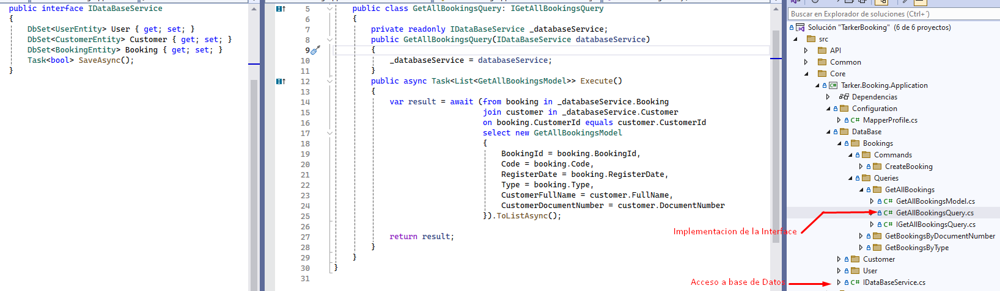 public interface IDataBaseService
{
DbSet<UserEntity> User { get; set; }
DbSet<CustomerEntity> Customer { get; set; }
DbSet<BookingEntity> Booking { get; set; }
Task<bool> SaveAsync();
}
5 public class GetAllBookingsQuery: IGetAllBookingsQuery
6 {
7 private readonly IDataBaseService _databaseService;
8 public GetAllBookingsQuery(IDataBaseService databaseService)
9 {
10 _databaseService = databaseService;
11 }
12 public async Task<List<GetAllBookingsModel>> Execute()
13 {
14 var result = await (from booking in _databaseService.Booking
15 join customer in _databaseService.Customer
16 on booking.CustomerId equals customer.CustomerId
17 select new GetAllBookingsModel
18 {
19 BookingId = booking.BookingId,
20 Code = booking.Code,
21 RegisterDate = booking.RegisterDate,
22 Type = booking.Type,
23 CustomerFullName = customer.FullName,
24 CustomerDocumentNumber = customer.DocumentNumber
25 }).ToListAsync();
26
27 return result;
28 }
29 }
30 }
31
Implementacion de la Interface
Acceso a base de Datos
Buscar en Explorador de soluciones (Ctrl+´)
Solución "TarkerBooking" (6 de 6 proyectos)
src
API
Common
Core
C# Tarker.Booking.Application
Dependencias
Configuration
C# MapperProfile.cs
DataBase
Bookings
Commands
CreateBooking
Queries
GetAllBookings
C# GetAllBookingsModel.cs
C# GetAllBookingsQuery.cs
C# IGetAllBookingsQuery.cs
GetBookingsByDocumentNumber
GetBookingsByType
Customer
User
C# IDataBaseService.cs